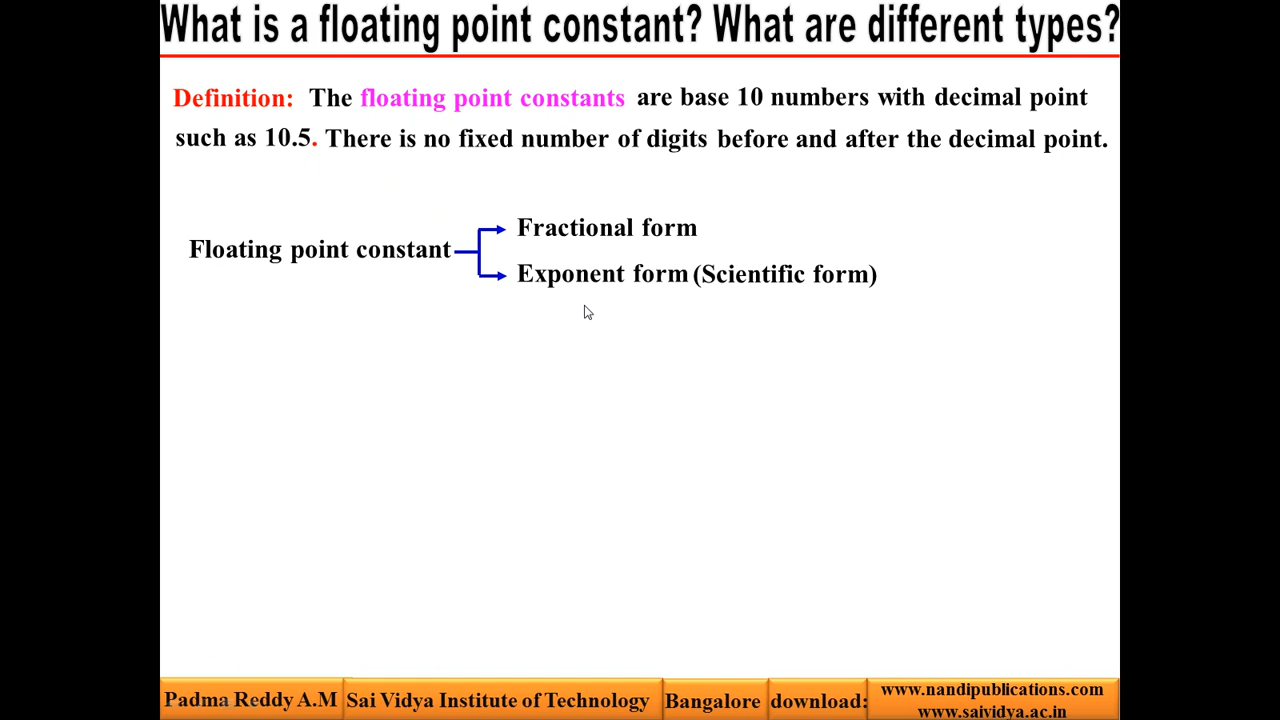 What is a floating point constant? What are different types?
Definition: The floating point constants are base 10 numbers with decimal point
such as 10.5. There is no fixed number of digits before and after the decimal point.
Fractional form
Floating point constant
Exponent form (Scientific form)
Padma Reddy A.M Sai Vidya Institute of Technology Bangalore download: www.nandipublications.com
www.saividya.ac.in